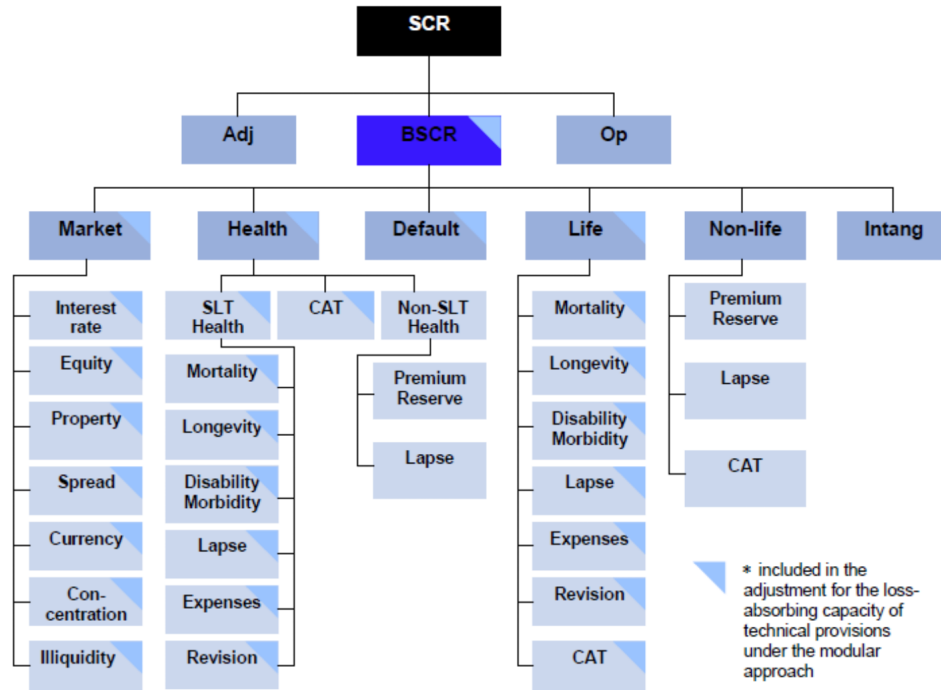 SCR
Adj
BSCR
Op
Market
Health
Default
Life
Non-life
Intang
Interest
rate
Equity
Property
Spread
Currency
Con-
centration
Illiquidity
SLT
Health
CAT
Non-SLT
Health
Mortality
Longevity
Disability
Morbidity
Lapse
Expenses
Revision
Premium
Reserve
Lapse
Mortality
Longevity
Disability
Morbidity
Lapse
Expenses
Revision
CAT
Premium
Reserve
Lapse
CAT
* included in the
adjustment for the loss-
absorbing capacity of
technical provisions
under the modular
approach